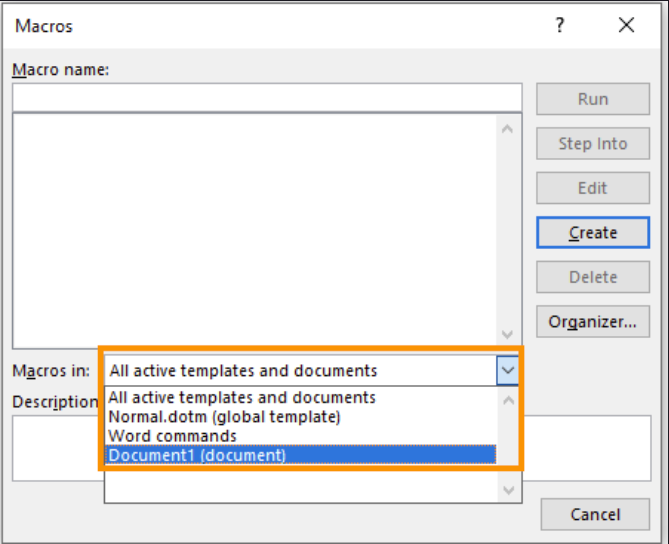 Macros
?
Macro name:
Run
Step Into
Edit
Create
Delete
Organizer...
Macros in:
All active templates and documents
Description
All active templates and documents
Normal.dotm (global template)
Word commands
Document1 (document)
Cancel